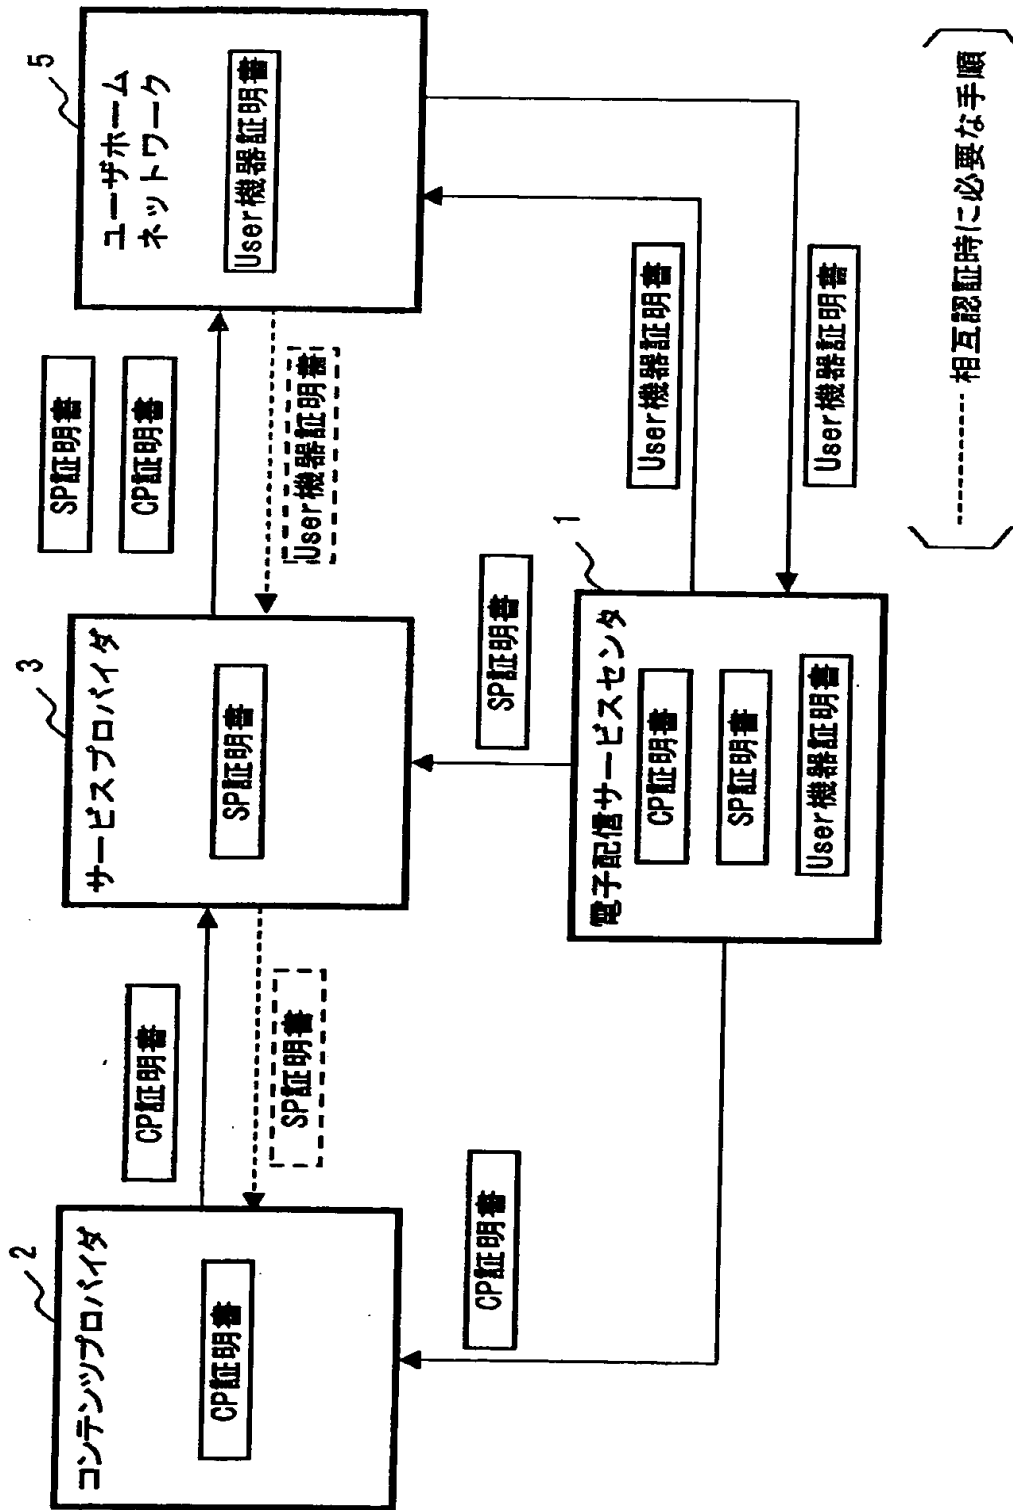 コンテンツプロバイダ
2
CP証明書
CP証明書
SP証明書
サービスプロバイダ
3
SP証明書
SP証明書
CP証明書
User機器証明書
ユーザホーム
ネットワーク
5
User機器証明書
CP証明書
SP証明書
電子配信サービスセンタ
1
CP証明書
SP証明書
User機器証明書
User機器証明書
User機器証明書
相互認証時に必要な手順